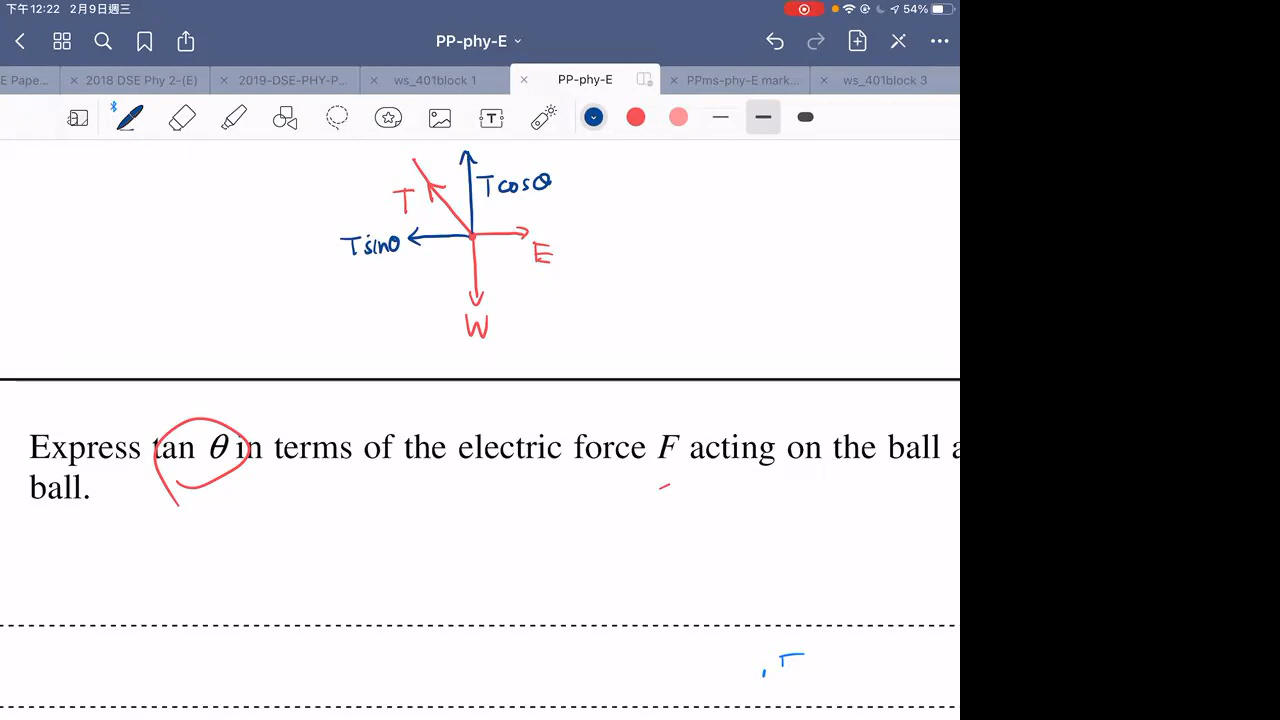 下午12:22 2月9日週三
54%
PP-phy-E
E Pape...
2018 DSE Phy 2-(E)
2019-DSE-PHY-P...
ws_401block 1
PP-phy-E
PPms-phy-E mark...
ws_401block 3
T
T
Tcosθ
Tsinθ
E
W
Express tan θ in terms of the electric force F acting on the ball a
ball.